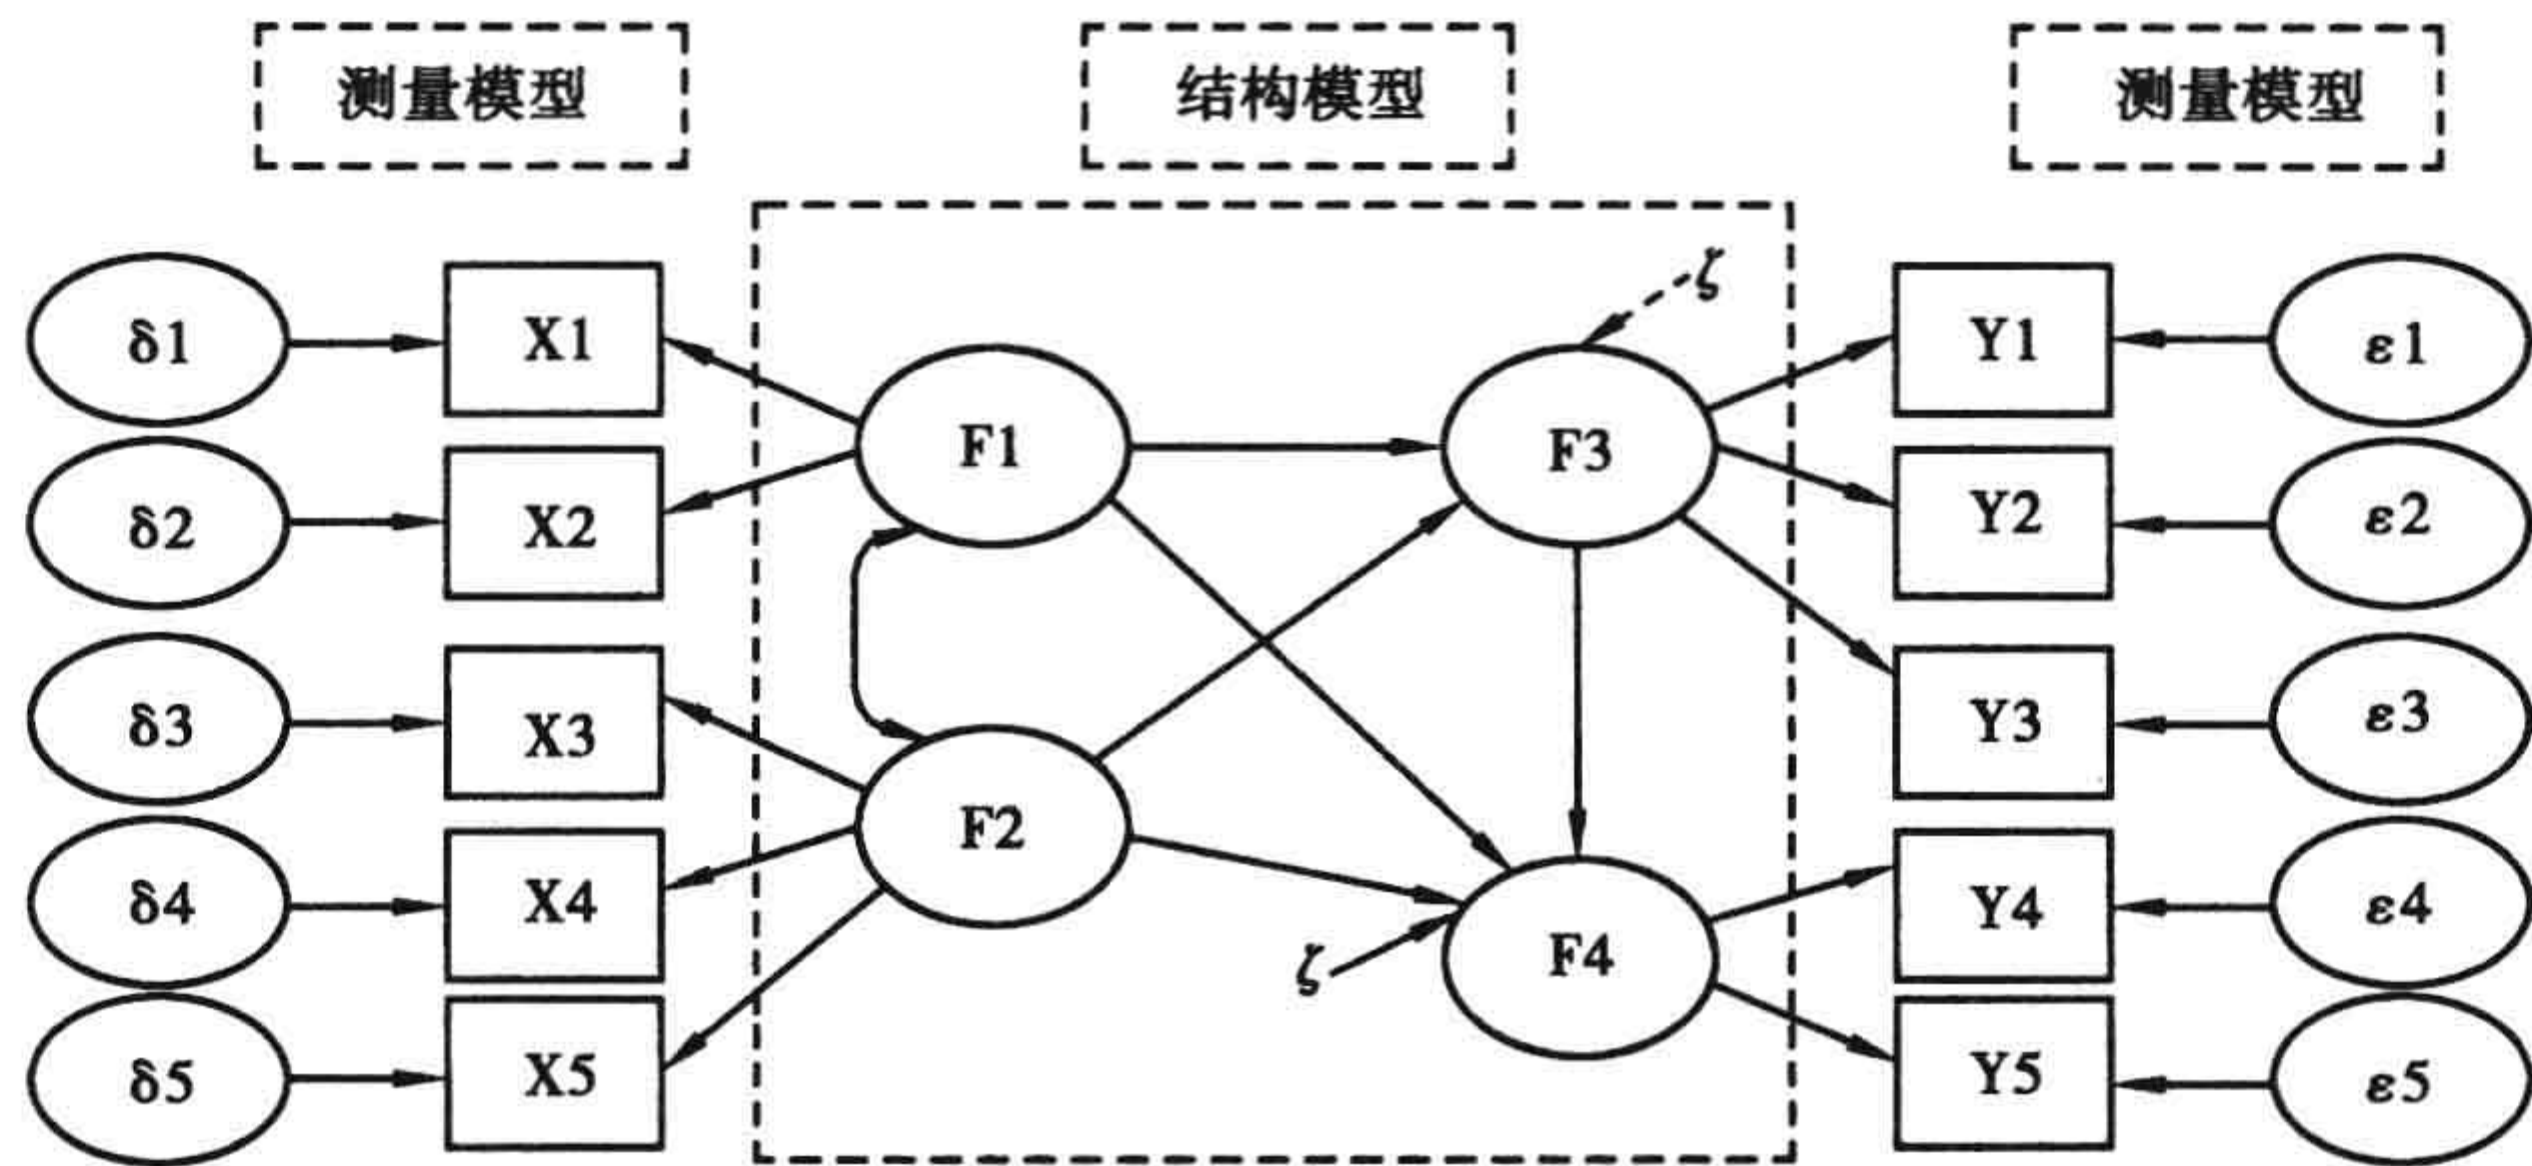 测量模型 结构模型 测量模型
ζ
δ1 X1 Y1 ε1
F1 F3
δ2 X2 Y2 ε2
δ3 X3 Y3 ε3
F2
δ4 X4 Y4 ε4
ζ F4
δ5 X5 Y5 ε5